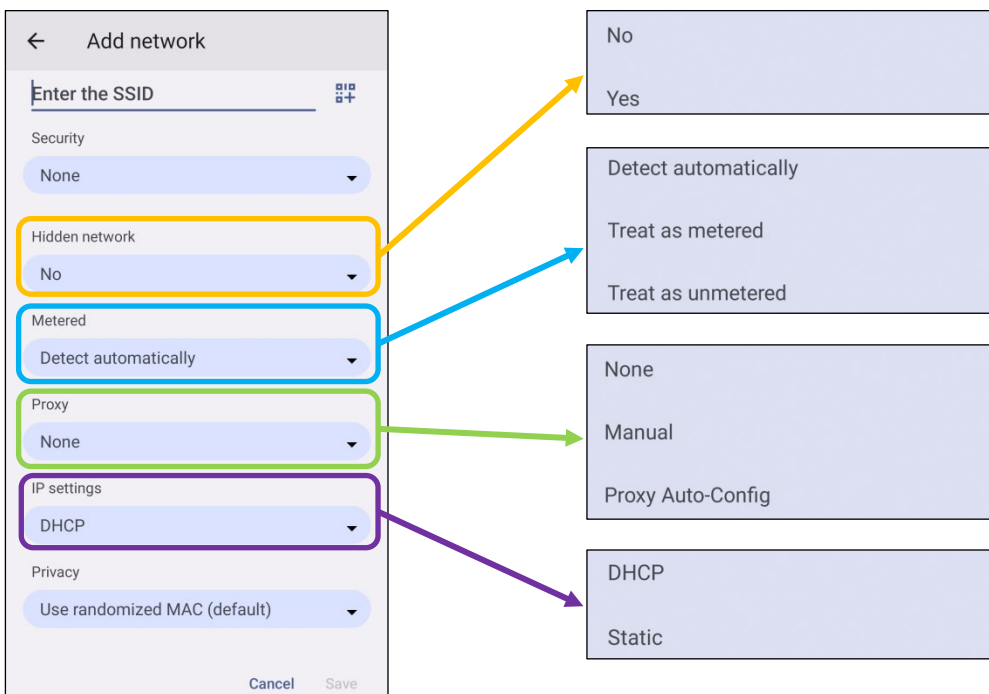 Add network
Enter the SSID
Security
None
Hidden network
No
Metered
Detect automatically
Proxy
None
IP settings
DHCP
Privacy
Use randomized MAC (default)
Cancel Save
No
Yes
Detect automatically
Treat as metered
Treat as unmetered
None
Manual
Proxy Auto-Config
DHCP
Static